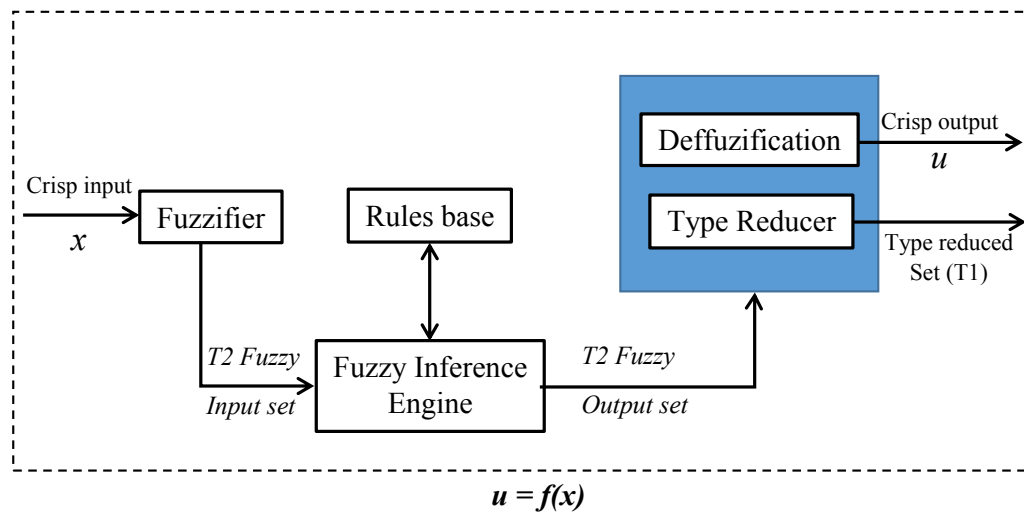 Deffuzification
Crisp output
u
Crisp input
x
Fuzzifier
Rules base
Type Reducer
Type reduced
Set (T1)
T2 Fuzzy
Input set
Fuzzy Inference
Engine
T2 Fuzzy
Output set
u = f(x)